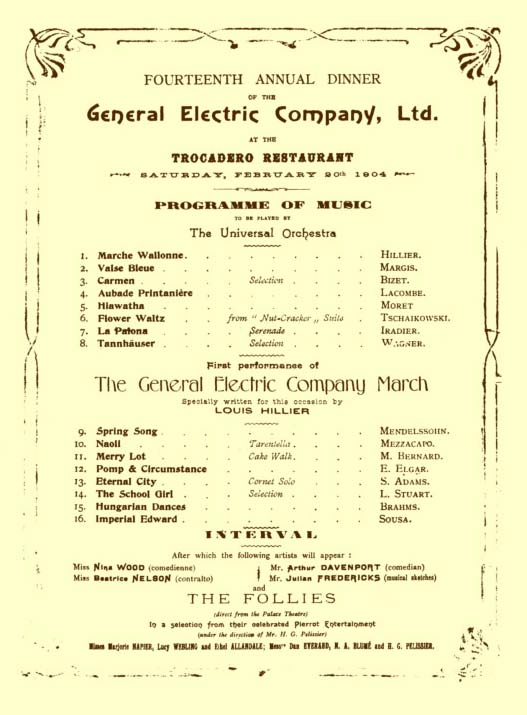 FOURTEENTH ANNUAL DINNER
OF THE
General Electric Company, Ltd.
AT THE
TROCADERO RESTAURANT
SATURDAY, FEBRUARY 20th 1904
PROGRAMME OF MUSIC
TO BE PLAYED BY
The Universal Orchestra
1. Marche Wallonne. . . . . . . . HILLIER.
2. Valse Bleue . . . . . . . . MARGIS.
3. Carmen . . . . Selection . . . . BIZET.
4. Aubade Printanière . . . . . . . LACOMBE.
5. Hiawatha . . . . . . . . MORET
6. Flower Waltz . . from " Nut-Cracker „ Suite TSCHAIKOWSKI.
7. La Paloma . . . Serenade . . . . IRADIER.
8. Tannhäuser . . . Selection . . . . WAGNER.
First performance of
The General Electric Company March
Specially written for this occasion by
LOUIS HILLIER
9. Spring Song . . . . . . . . MENDELSSOHN.
10. Naoli . . . . Tarentella . . . . MEZZACAPO.
11. Merry Lot . . . Cake Walk. . . . M. BERNARD.
12. Pomp & Circumstance . . . . . . E. ELGAR.
13. Eternal City . . . Cornet Solo . . . S. ADAMS.
14. The School Girl . . Selection . . . . L. STUART.
15. Hungarian Dances . . . . . . . BRAHMS.
16. Imperial Edward . . . . . . . SOUSA.
INTERVAL
After which the following artists will appear :
Miss Nina WOOD (comedienne) Mr. Arthur DAVENPORT (comedian)
Miss Beatrice NELSON (contralto) Mr. Julian FREDERICKS (musical sketches)
and
THE FOLLIES
(direct from the Palace Theatre)
In a selection from their celebrated Pierrot Entertainment
(under the direction of Mr. H. G. Pelissier)
Misses Marjorie NAPIER, Lucy WEBLING and Ethel ALLANDALE; Messrs Dan EVERARD, N. A. BLUMÉ and H. G. PELISSIER.